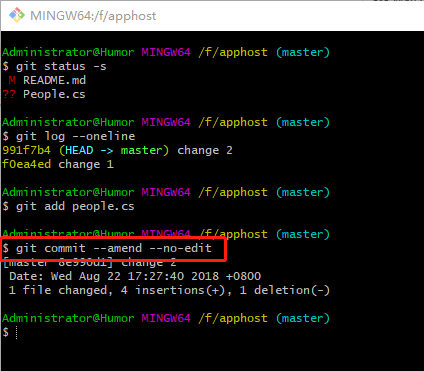 MINGW64:/f/apphost
Administrator@Humor MINGW64 /f/apphost (master)
$ git status -s
 M README.md
?? People.cs
Administrator@Humor MINGW64 /f/apphost (master)
$ git log --oneline
991f7b4 (HEAD -> master) change 2
f0ea4ed change 1
Administrator@Humor MINGW64 /f/apphost (master)
$ git add people.cs
Administrator@Humor MINGW64 /f/apphost (master)
$ git commit --amend --no-edit
[master 8e990d1] change 2
 Date: Wed Aug 22 17:27:40 2018 +0800
 1 file changed, 4 insertions(+), 1 deletion(-)
Administrator@Humor MINGW64 /f/apphost (master)
$